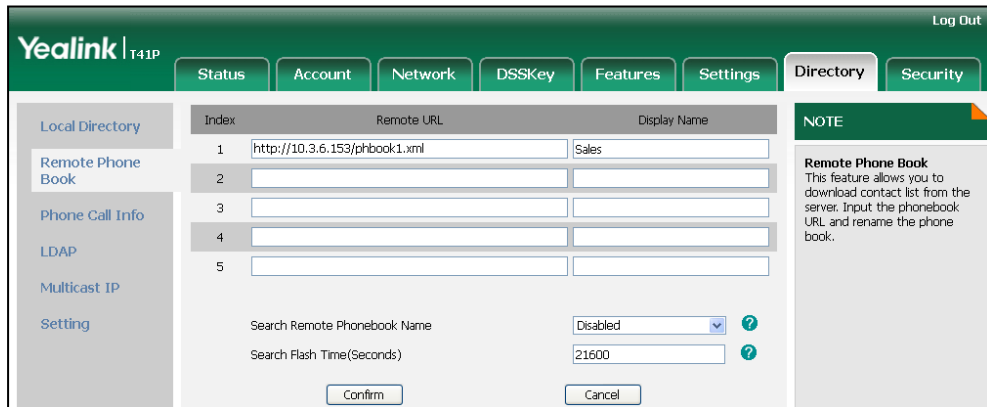 Log Out
Yealink T41P
Status Account Network DSSKey Features Settings Directory Security
Local Directory
Remote Phone
Book
Phone Call Info
LDAP
Multicast IP
Setting
Index Remote URL Display Name
1 http://10.3.6.153/phbook1.xml Sales
2
3
4
5
Search Remote Phonebook Name Disabled ?
Search Flash Time(Seconds) 21600 ?
Confirm Cancel
NOTE
Remote Phone Book
This feature allows you to
download contact list from the
server. Input the phonebook
URL and rename the phone
book.